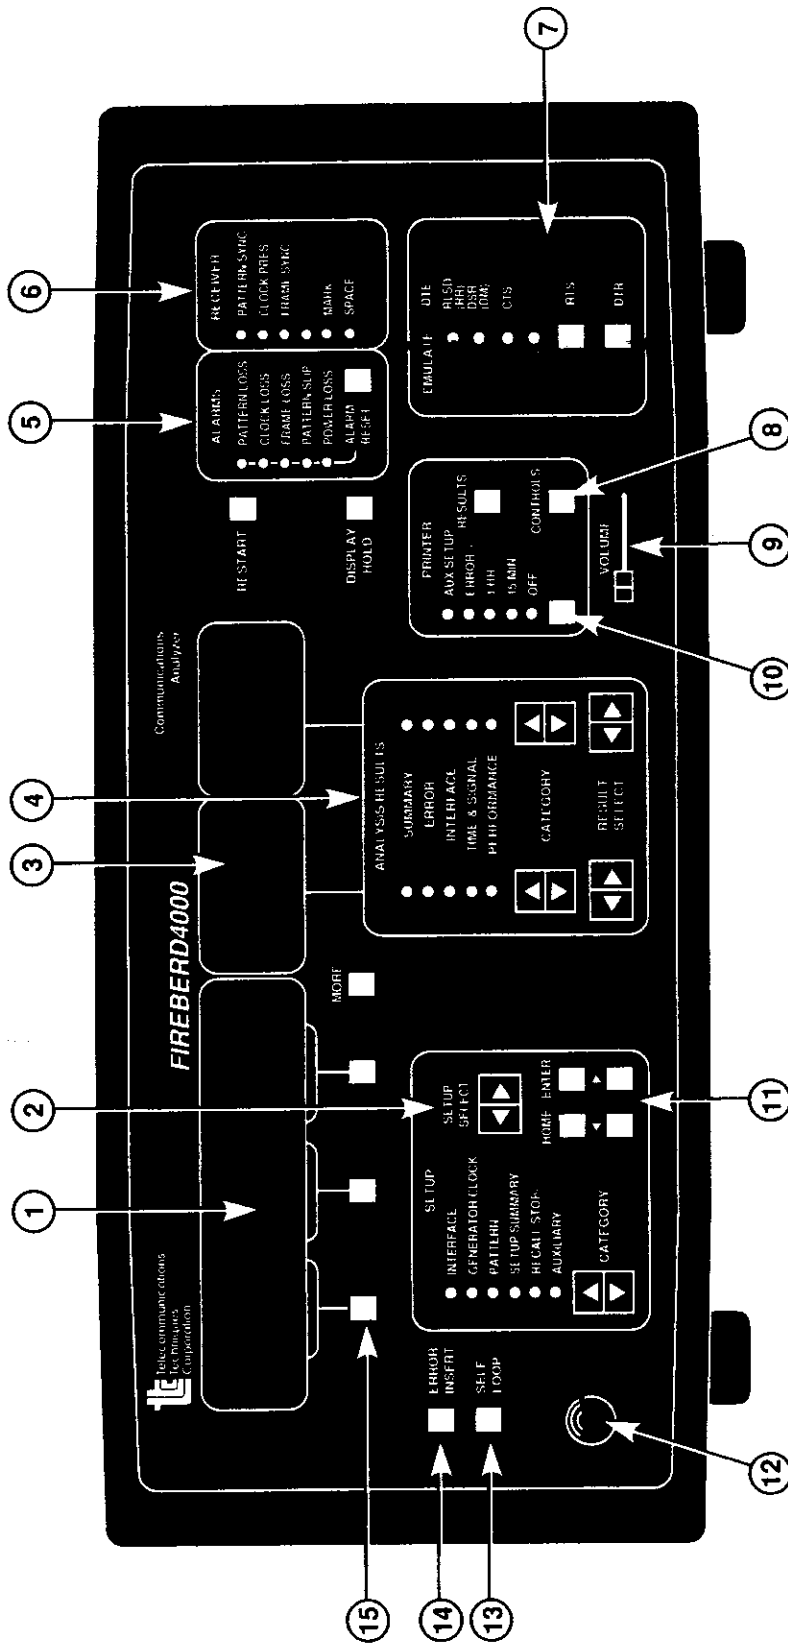 1
2
3
4
5
6
Telecommunications
Techniques
Corporation
FIREBERD4000
Communications
Analyzer
MORE
RESTART
DISPLAY
HOLD
ALARMS
PATTERN LOSS
CLOCK LOSS
FRAME LOSS
PATTERN SLIP
POWER LOSS
ALARM
RESET
RECEIVER
PATTERN SYNC
CLOCK PRES
FRAME SYNC
MARK
SPACE
15
14
13
ERROR
INSERT
SELF
LOOP
SETUP
INTERFACE
GENERATOR CLOCK
PATTERN
SETUP SUMMARY
RECALL STOR.
AUXILIARY
CATEGORY
SETUP
SELECT
HOME ENTER
ANALYSIS RESULTS
SUMMARY
ERROR
INTERFACE
TIME & SIGNAL
PERFORMANCE
CATEGORY
RESULT
SELECT
PRINTER
AUX SETUP
ERROR
1 HR
15 MIN
OFF
RESULTS
CONTROLS
VOLUME
EMULATE DTE
RLSD
(RR)
DSR
(DM)
CTS
RTS
DTR
7
12
11
10
9
8